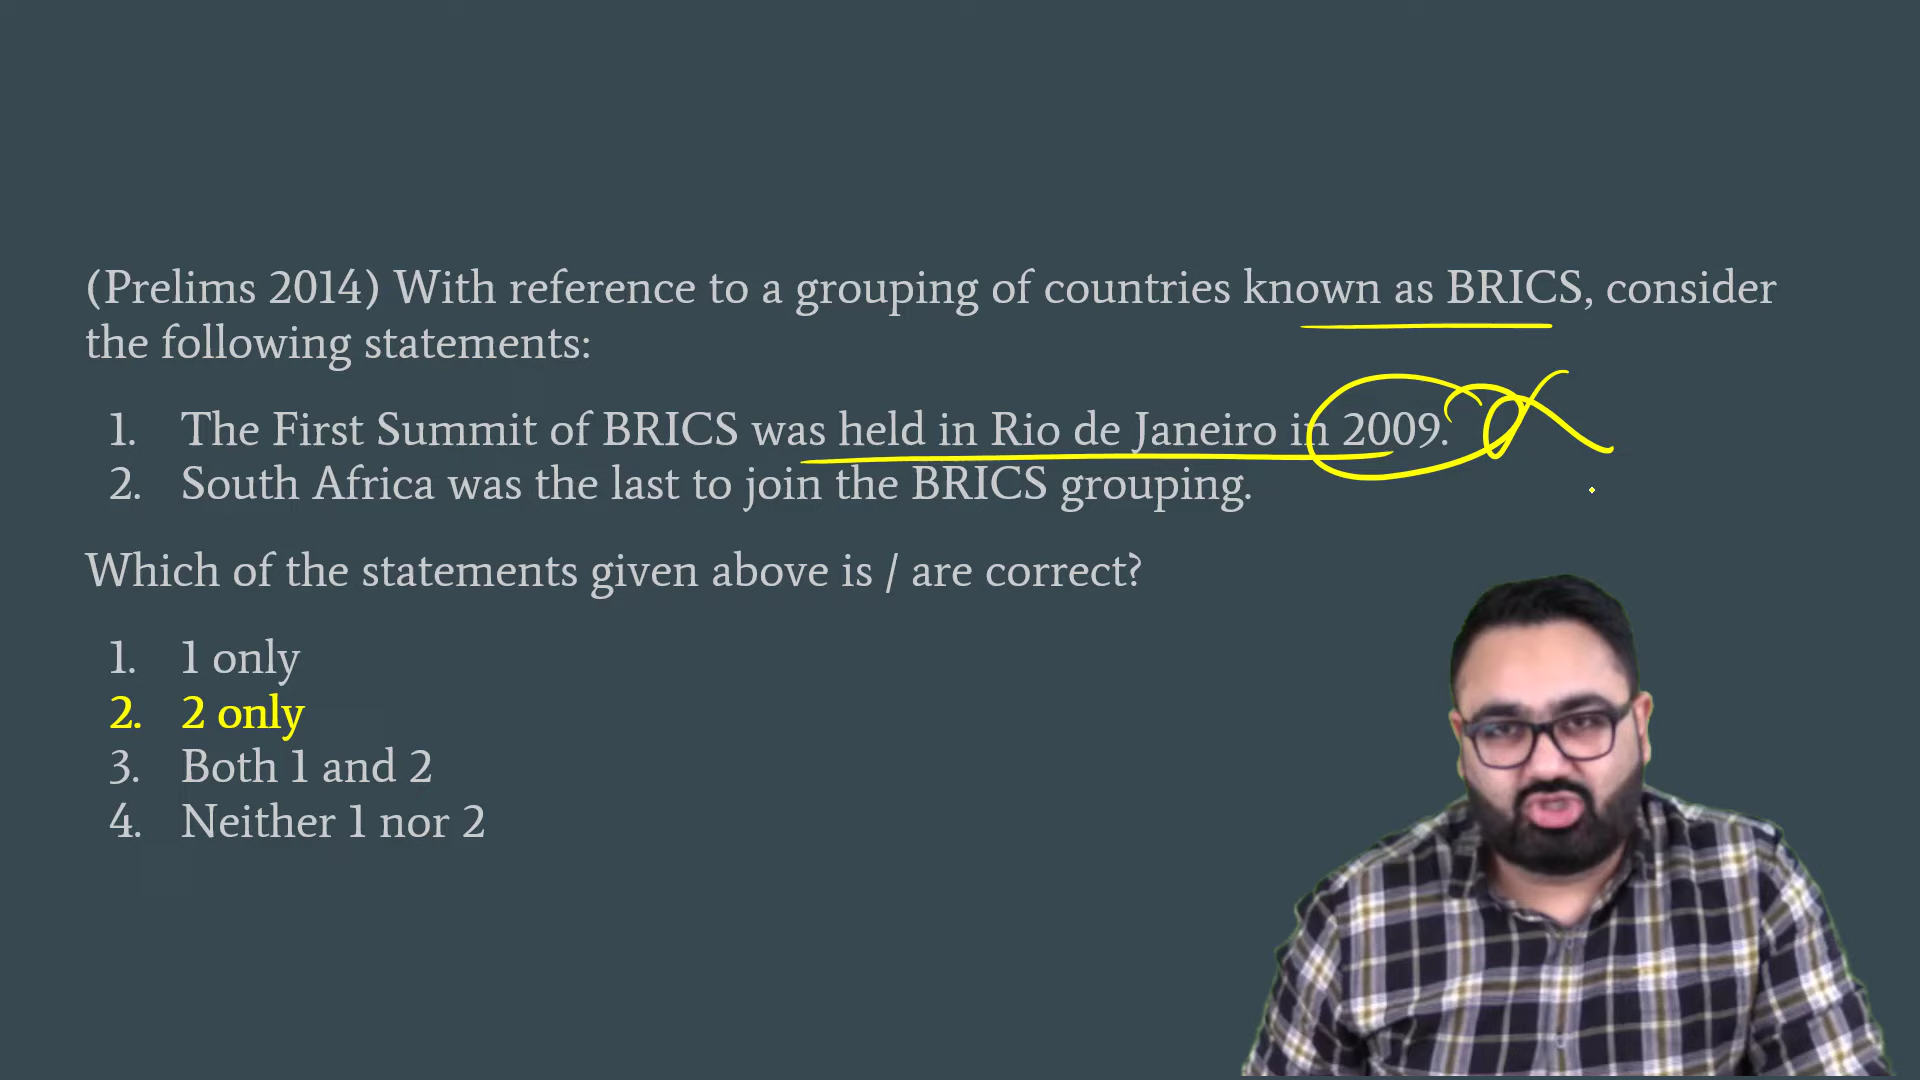 (Prelims 2014) With reference to a grouping of countries known as BRICS, consider
the following statements:
1. The First Summit of BRICS was held in Rio de Janeiro in 2009.
2. South Africa was the last to join the BRICS grouping.
Which of the statements given above is / are correct?
1. 1 only
2. 2 only
3. Both 1 and 2
4. Neither 1 nor 2